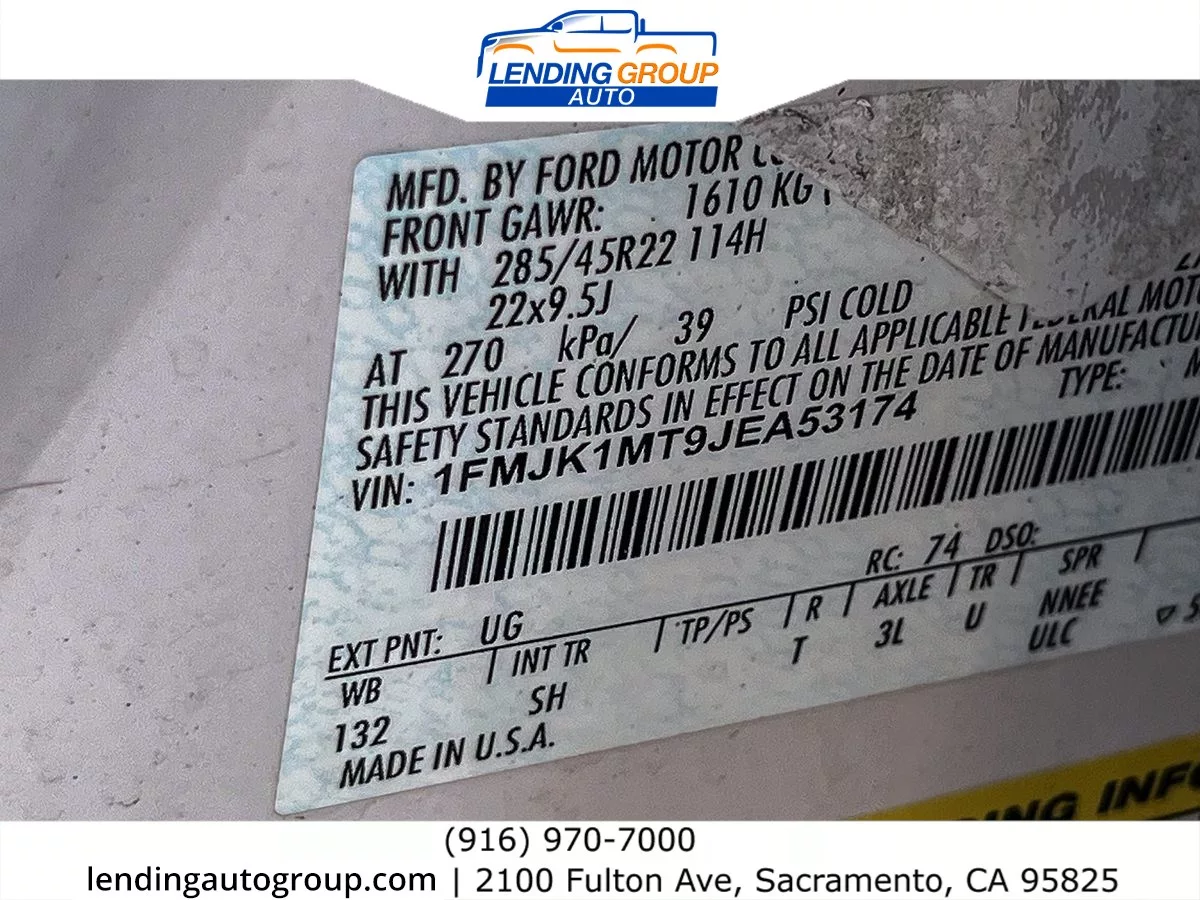 LENDING GROUP
AUTO
MFD. BY FORD MOTOR
FRONT GAWR: 1610 KG
WITH 285/45R22 114H
22x9.5J
AT 270 kPa/ 39 PSI COLD
THIS VEHICLE CONFORMS TO ALL APPLICABLE MOT
SAFETY STANDARDS IN EFFECT ON THE DATE OF MANUFACTU
VIN: 1FMJK1MT9JEA53174
TYPE:
RC: 74 DSO:
EXT PNT: UG
WB INT TR TP/PS R AXLE TR SPR
132 SH T 3L U NNEE
ULC
MADE IN U.S.A.
(916) 970-7000
lendingautogroup.com | 2100 Fulton Ave, Sacramento, CA 95825